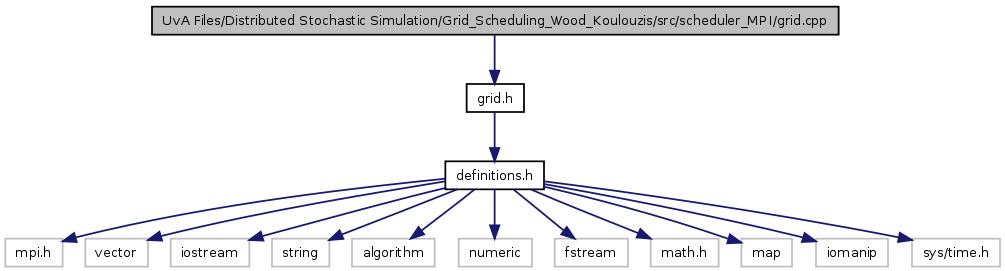 UvA Files/Distributed Stochastic Simulation/Grid_Scheduling_Wood_Koulouzis/src/scheduler_MPI/grid.cpp
grid.h
definitions.h
mpi.h vector iostream string algorithm numeric fstream math.h map iomanip sys/time.h